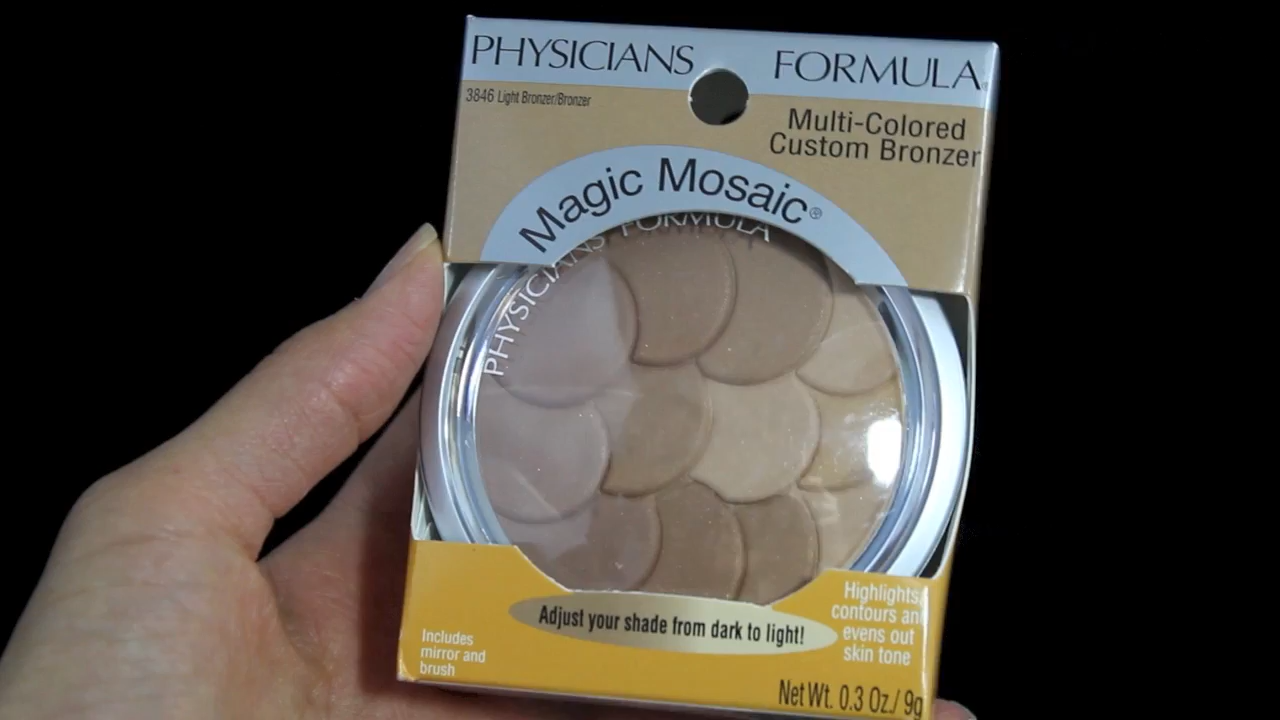 PHYSICIANS FORMULA
3846 Light Bronzer/Bronzer
Multi-Colored
Custom Bronzer
Magic Mosaic®
PHYSICIANS FORMULA
Adjust your shade from dark to light!
Includes
mirror and
brush
Highlights,
contours and
evens out
skin tone
Net Wt. 0.3 Oz./ 9g